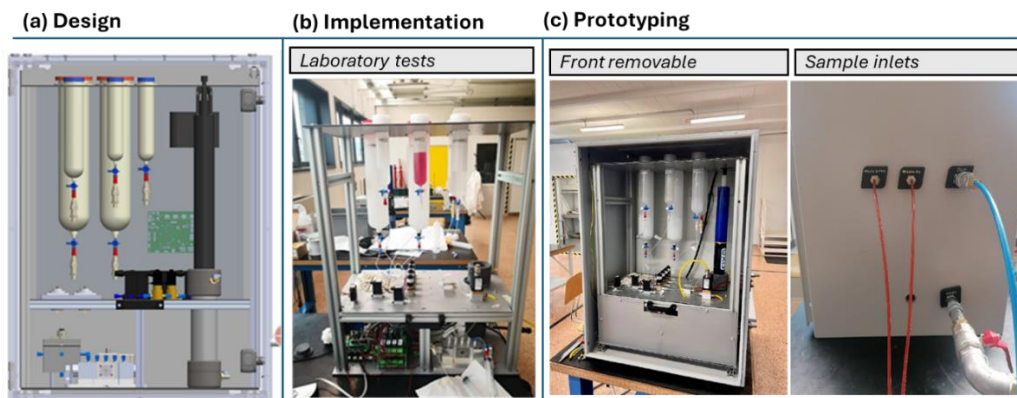 (a) Design
(b) Implementation
(c) Prototyping
Laboratory tests
Front removable
Sample inlets